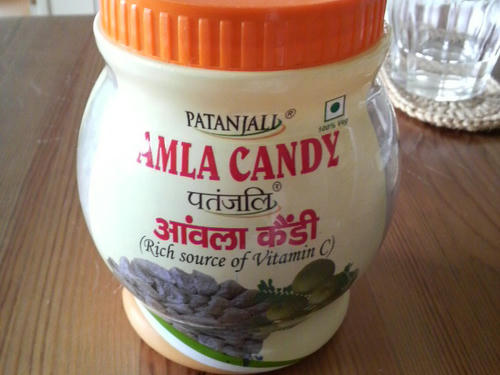 PATANJALI®
100% Veg
AMLA CANDY
पतंजलि®
आंवला कैंडी
(Rich source of Vitamin C)